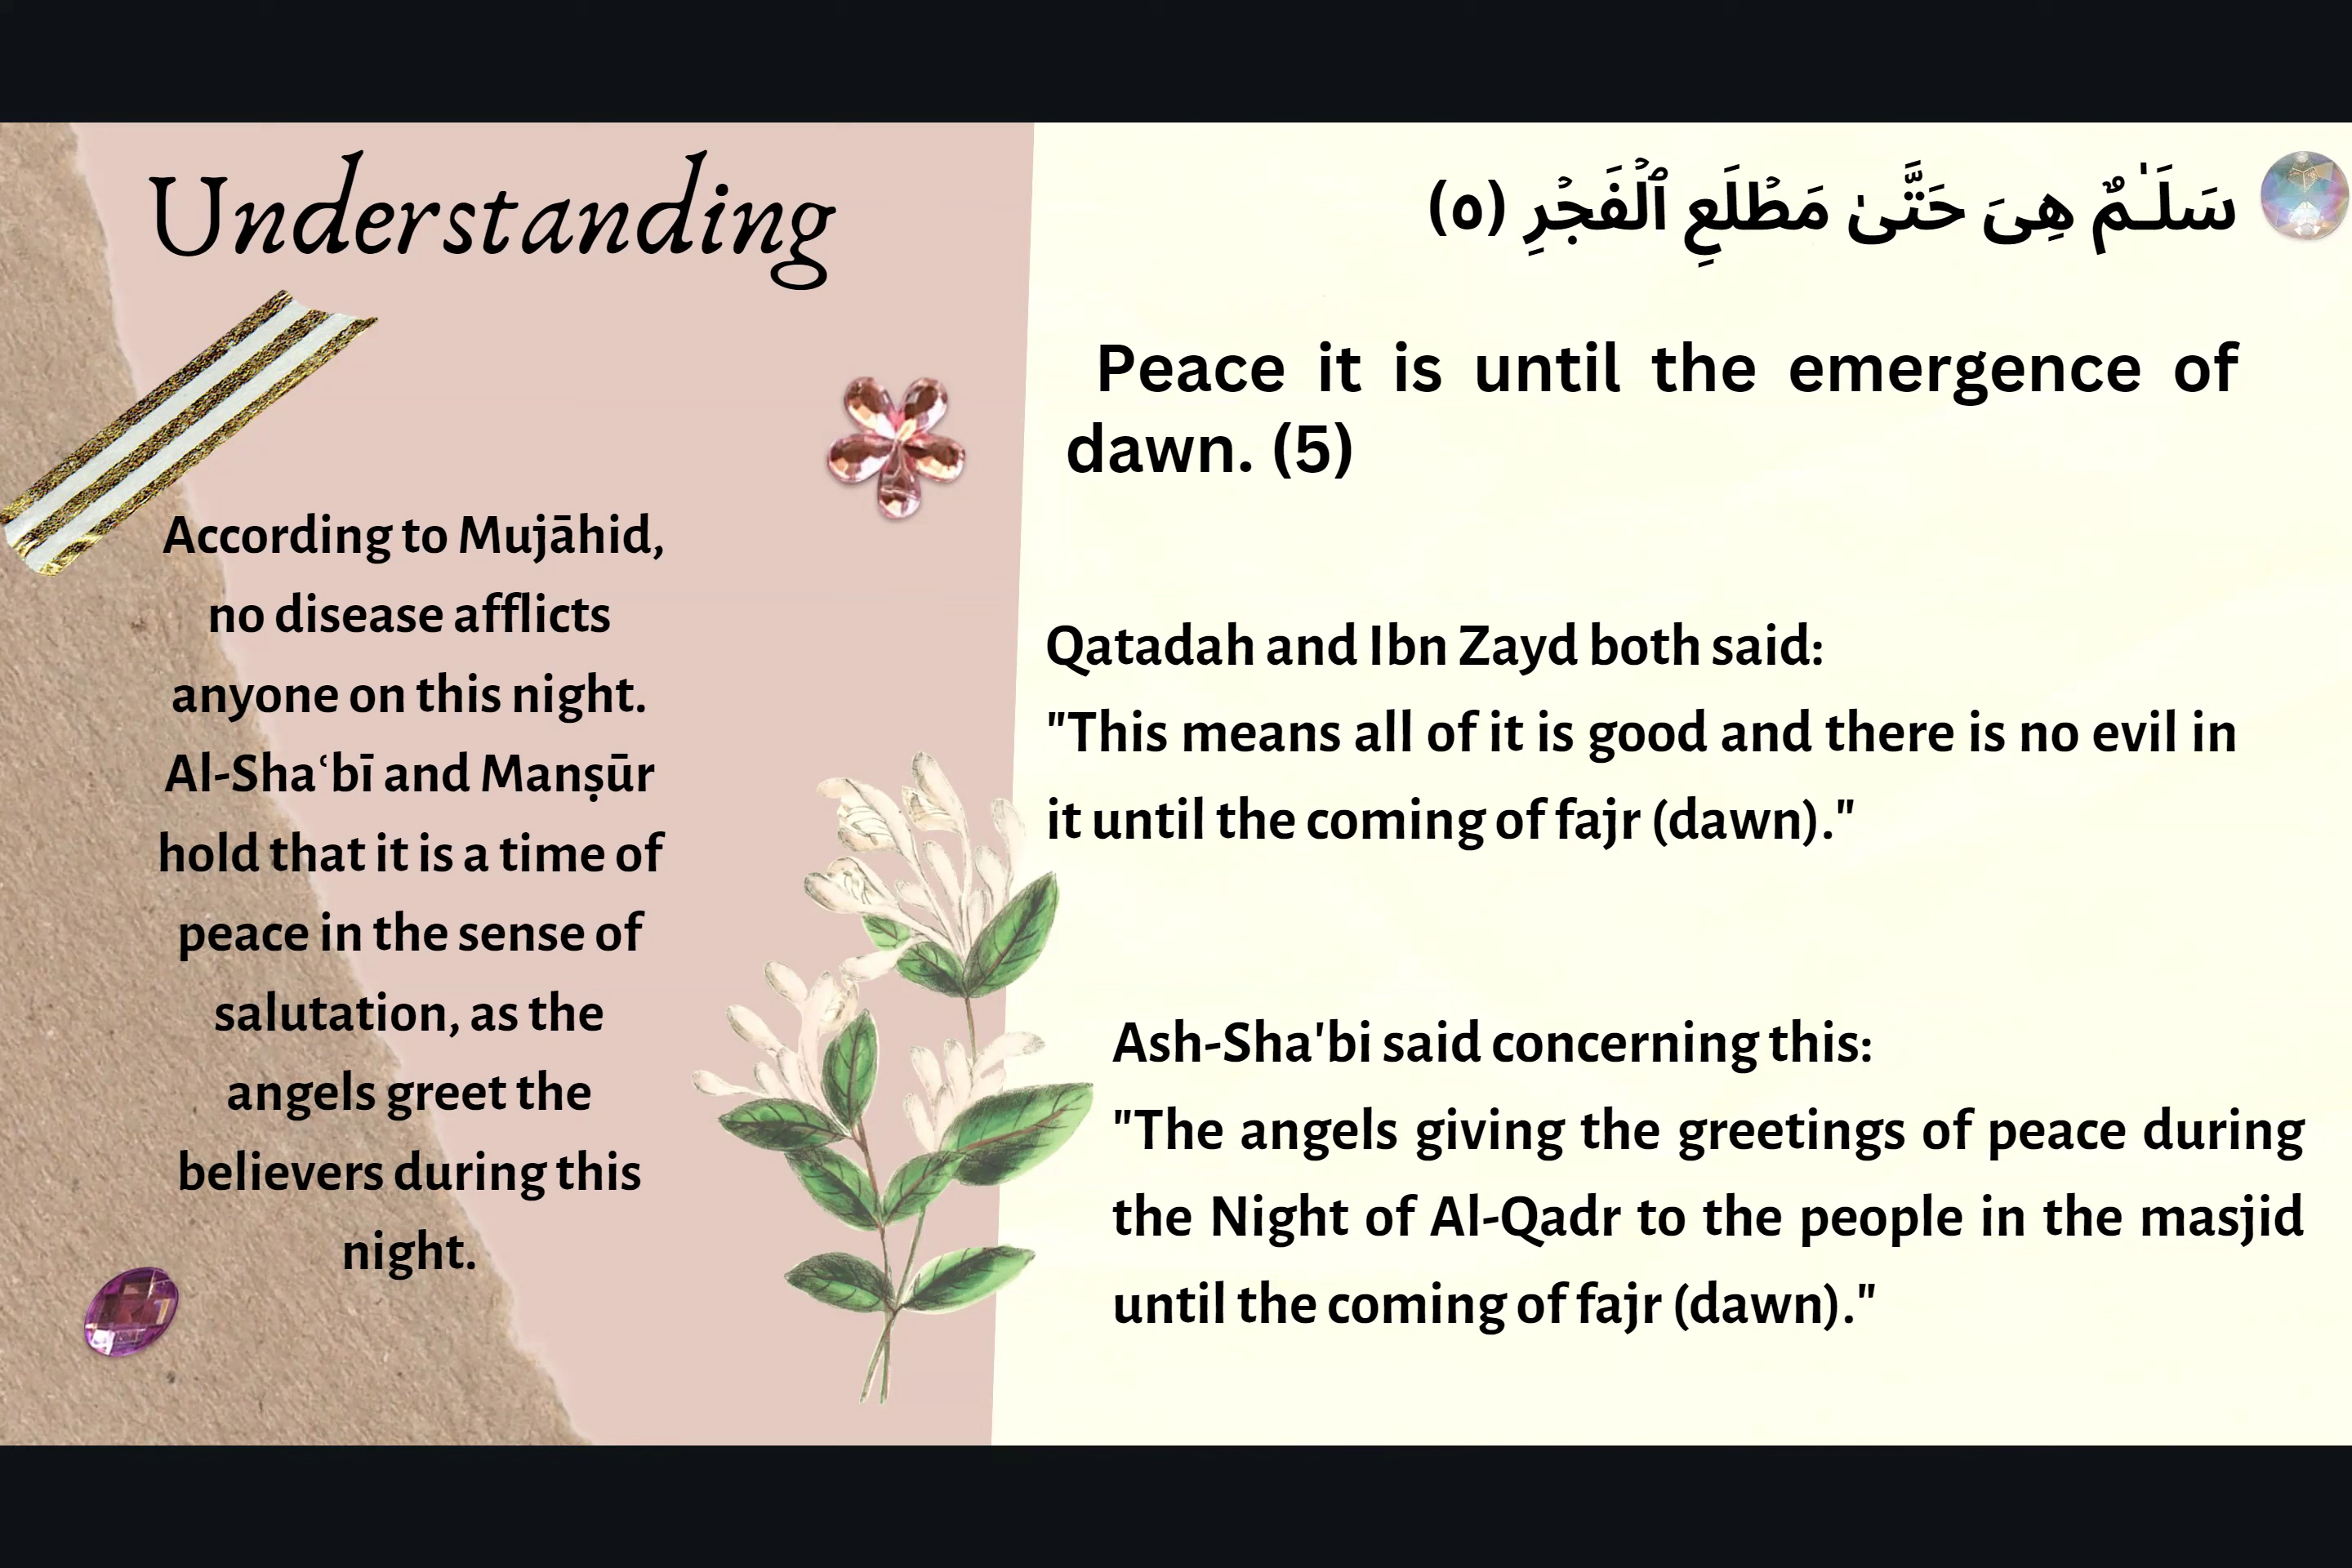 Understanding
According to Mujāhid,
no disease afflicts
anyone on this night.
Al-Shaʿbī and Manṣūr
hold that it is a time of
peace in the sense of
salutation, as the
angels greet the
believers during this
night.
سَلَـٰمٌ هِىَ حَتَّىٰ مَطْلَعِ ٱلْفَجْرِ (٥)
Peace it is until the emergence of
dawn. (5)
Qatadah and Ibn Zayd both said:
"This means all of it is good and there is no evil in
it until the coming of fajr (dawn)."
Ash-Sha'bi said concerning this:
"The angels giving the greetings of peace during
the Night of Al-Qadr to the people in the masjid
until the coming of fajr (dawn)."